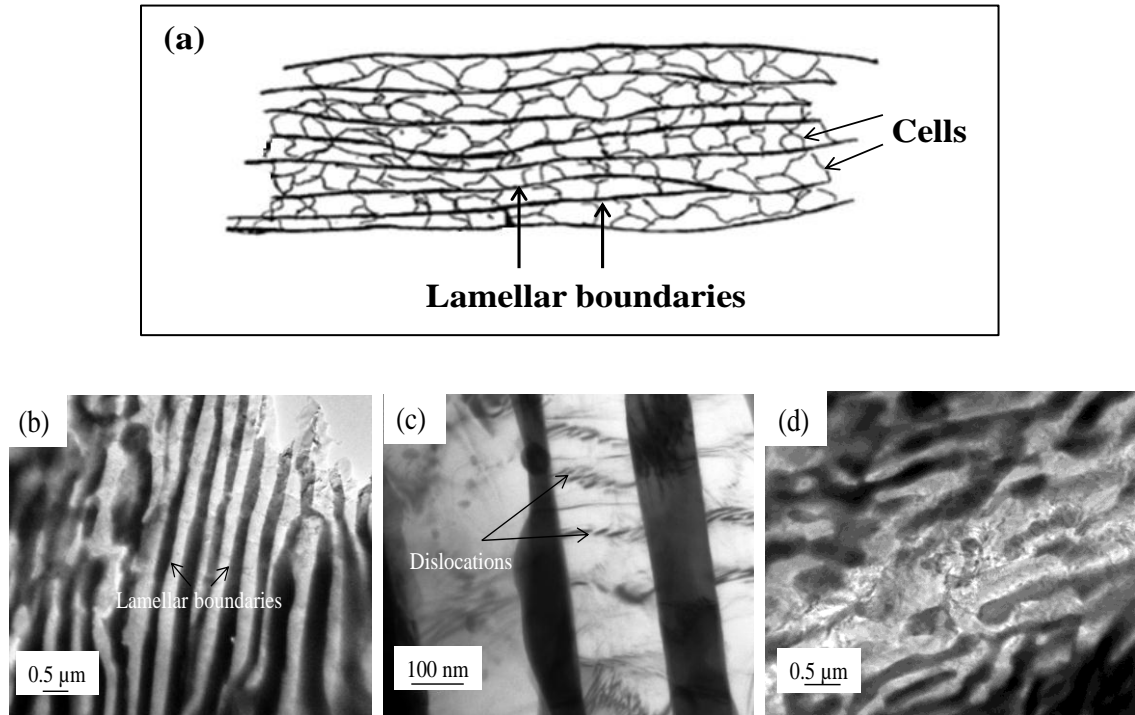 (a)
Cells
Lamellar boundaries
(b)
(c)
(d)
Dislocations
Lamellar boundaries
0.5 μm
100 nm
0.5 μm